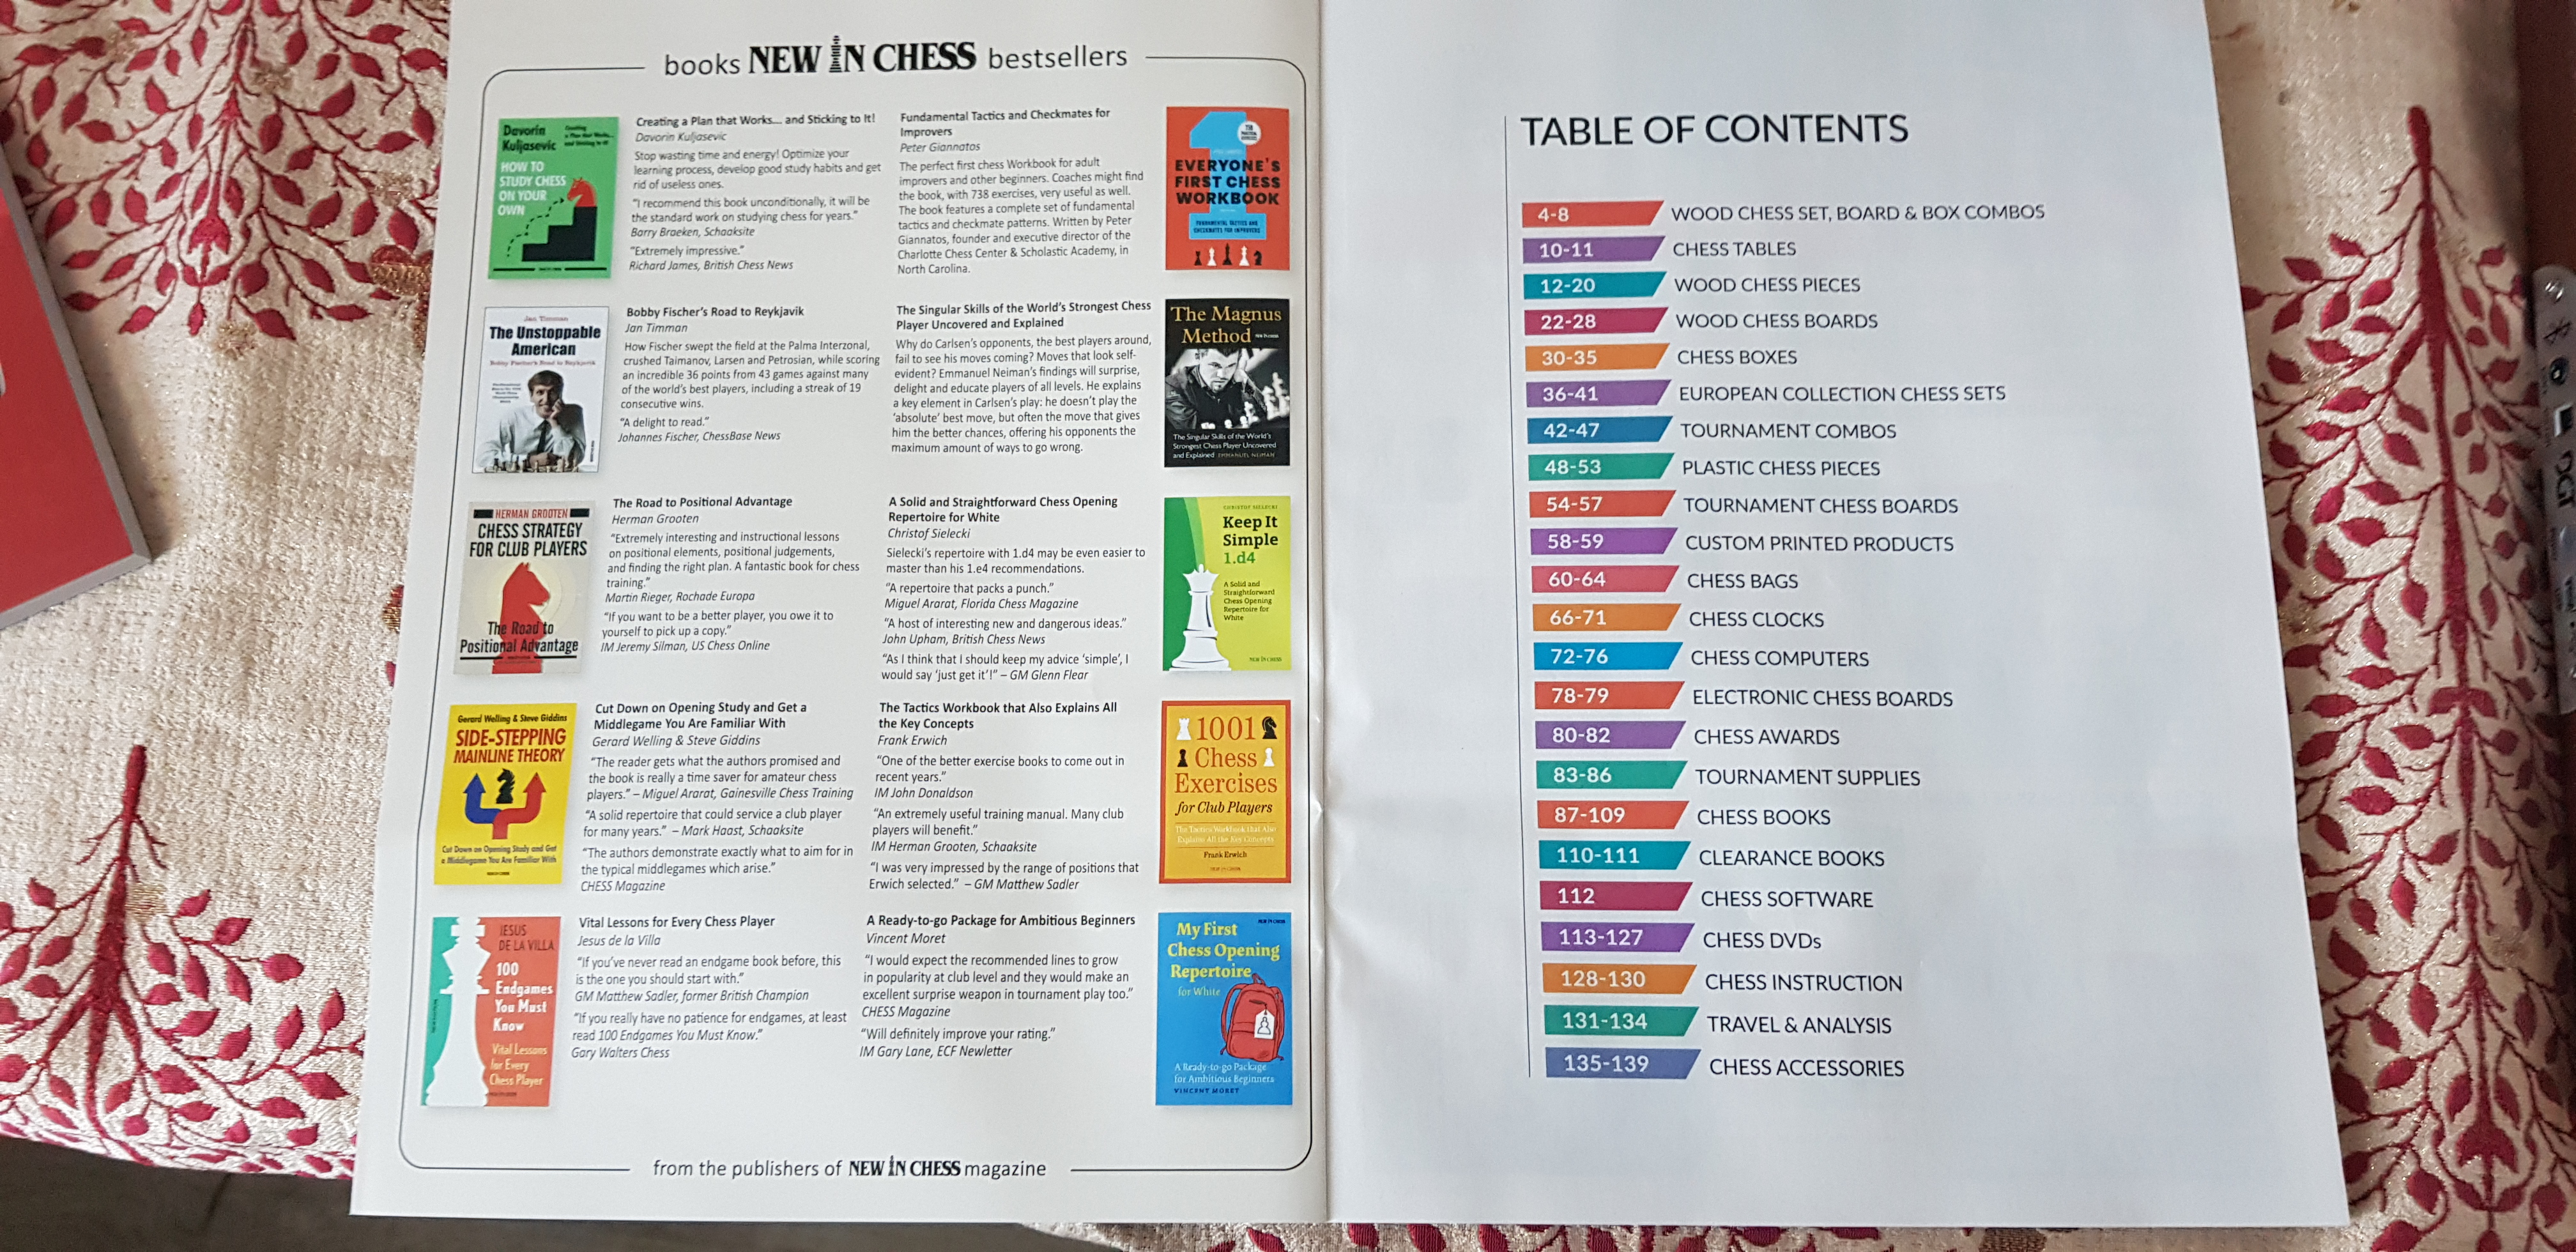 books NEW IN CHESS bestsellers
Davorin
Kuljasevic
HOW TO
STUDY CHESS
ON YOUR
OWN
Creating a Plan that Works... and Sticking to It!
Davorin Kuljasevic
Stop wasting time and energy! Optimize your
learning process, develop good study habits and get
rid of useless ones.
"I recommend this book unconditionally, it will be
the standard work on studying chess for years."
Barry Braeken, Schaaksite
"Extremely impressive."
Richard James, British Chess News
Jan Timman
The Unstoppable
American
Bobby Fischer's Road to Reykjavik
Bobby Fischer's Road to Reykjavik
Jan Timman
How Fischer swept the field at the Palma Interzonal,
crushed Taimanov, Larsen and Petrosian, while scoring
an incredible 36 points from 43 games against many
of the world's best players, including a streak of 19
consecutive wins.
"A delight to read."
Johannes Fischer, ChessBase News
HERMAN GROOTEN
CHESS STRATEGY
FOR CLUB PLAYERS
The Road to
Positional Advantage
The Road to Positional Advantage
Herman Grooten
"Extremely interesting and instructional lessons
on positional elements, positional judgements,
and finding the right plan. A fantastic book for chess
training."
Martin Rieger, Rochade Europa
"If you want to be a better player, you owe it to
yourself to pick up a copy."
IM Jeremy Silman, US Chess Online
Gerard Welling & Steve Giddins
SIDE-STEPPING
MAINLINE THEORY
Cut Down on Opening Study and Get
a Middlegame You Are Familiar With
Cut Down on Opening Study and Get a
Middlegame You Are Familiar With
Gerard Welling & Steve Giddins
"The reader gets what the authors promised and
the book is really a time saver for amateur chess
players." – Miguel Ararat, Gainesville Chess Training
"A solid repertoire that could service a club player
for many years." – Mark Haast, Schaaksite
"The authors demonstrate exactly what to aim for in
the typical middlegames which arise."
CHESS Magazine
JESUS
DE LA VILLA
100
Endgames
You Must
Know
Vital Lessons
for Every
Chess Player
Vital Lessons for Every Chess Player
Jesus de la Villa
"If you've never read an endgame book before, this
is the one you should start with."
GM Matthew Sadler, former British Champion
"If you really have no patience for endgames, at least
read 100 Endgames You Must Know."
Gary Walters Chess
Fundamental Tactics and Checkmates for
Improvers
Peter Giannatos
The perfect first chess Workbook for adult
improvers and other beginners. Coaches might find
the book, with 738 exercises, very useful as well.
The book features a complete set of fundamental
tactics and checkmate patterns. Written by Peter
Giannatos, founder and executive director of the
Charlotte Chess Center & Scholastic Academy, in
North Carolina.
1
EVERYONE'S
FIRST CHESS
WORKBOOK
FUNDAMENTAL TACTICS AND
CHECKMATES FOR IMPROVERS
The Singular Skills of the World's Strongest Chess
Player Uncovered and Explained
Why do Carlsen's opponents, the best players around,
fail to see his moves coming? Moves that look self-
evident? Emmanuel Neiman's findings will surprise,
delight and educate players of all levels. He explains
a key element in Carlsen's play: he doesn't play the
'absolute' best move, but often the move that gives
him the better chances, offering his opponents the
maximum amount of ways to go wrong.
The Magnus
Method
The Singular Skills of the World's
Strongest Chess Player Uncovered
and Explained EMMANUEL NEIMAN
A Solid and Straightforward Chess Opening
Repertoire for White
Christof Sielecki
Sielecki's repertoire with 1.d4 may be even easier to
master than his 1.e4 recommendations.
"A repertoire that packs a punch."
Miguel Ararat, Florida Chess Magazine
"A host of interesting new and dangerous ideas."
John Upham, British Chess News
"As I think that I should keep my advice 'simple', I
would say 'just get it'!" – GM Glenn Flear
CHRISTOF SIELECKI
Keep It
Simple
1.d4
A Solid and
Straightforward
Chess Opening
Repertoire for
White
NEW IN CHESS
The Tactics Workbook that Also Explains All
the Key Concepts
Frank Erwich
"One of the better exercise books to come out in
recent years."
IM John Donaldson
"An extremely useful training manual. Many club
players will benefit."
IM Herman Grooten, Schaaksite
"I was very impressed by the range of positions that
Erwich selected." – GM Matthew Sadler
1001
Chess
Exercises
for Club Players
The Tactics Workbook that Also
Explains All the Key Concepts
Frank Erwich
A Ready-to-go Package for Ambitious Beginners
Vincent Moret
"I would expect the recommended lines to grow
in popularity at club level and they would make an
excellent surprise weapon in tournament play too."
CHESS Magazine
"Will definitely improve your rating."
IM Gary Lane, ECF Newletter
My First
Chess Opening
Repertoire
for White
A Ready-to-go Package
for Ambitious Beginners
VINCENT MORET
from the publishers of NEW IN CHESS magazine
TABLE OF CONTENTS
4-8 WOOD CHESS SET, BOARD & BOX COMBOS
10-11 CHESS TABLES
12-20 WOOD CHESS PIECES
22-28 WOOD CHESS BOARDS
30-35 CHESS BOXES
36-41 EUROPEAN COLLECTION CHESS SETS
42-47 TOURNAMENT COMBOS
48-53 PLASTIC CHESS PIECES
54-57 TOURNAMENT CHESS BOARDS
58-59 CUSTOM PRINTED PRODUCTS
60-64 CHESS BAGS
66-71 CHESS CLOCKS
72-76 CHESS COMPUTERS
78-79 ELECTRONIC CHESS BOARDS
80-82 CHESS AWARDS
83-86 TOURNAMENT SUPPLIES
87-109 CHESS BOOKS
110-111 CLEARANCE BOOKS
112 CHESS SOFTWARE
113-127 CHESS DVDs
128-130 CHESS INSTRUCTION
131-134 TRAVEL & ANALYSIS
135-139 CHESS ACCESSORIES